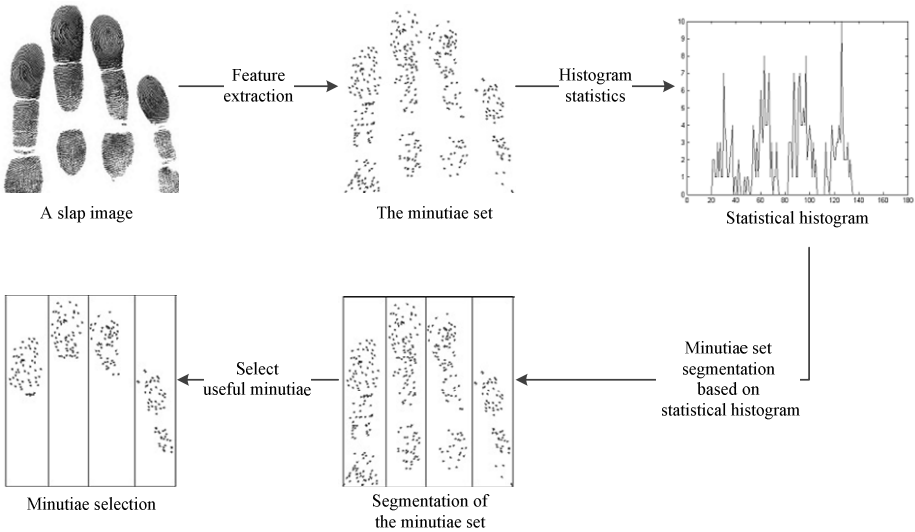 Feature
extraction
Histogram
statistics
10
9
8
7
6
5
4
3
2
1
0
0 20 40 60 80 100 120 140 160 180
A slap image
The minutiae set
Statistical histogram
Minutiae set
segmentation
based on
statistical histogram
Select
useful minutiae
Minutiae selection
Segmentation of
the minutiae set